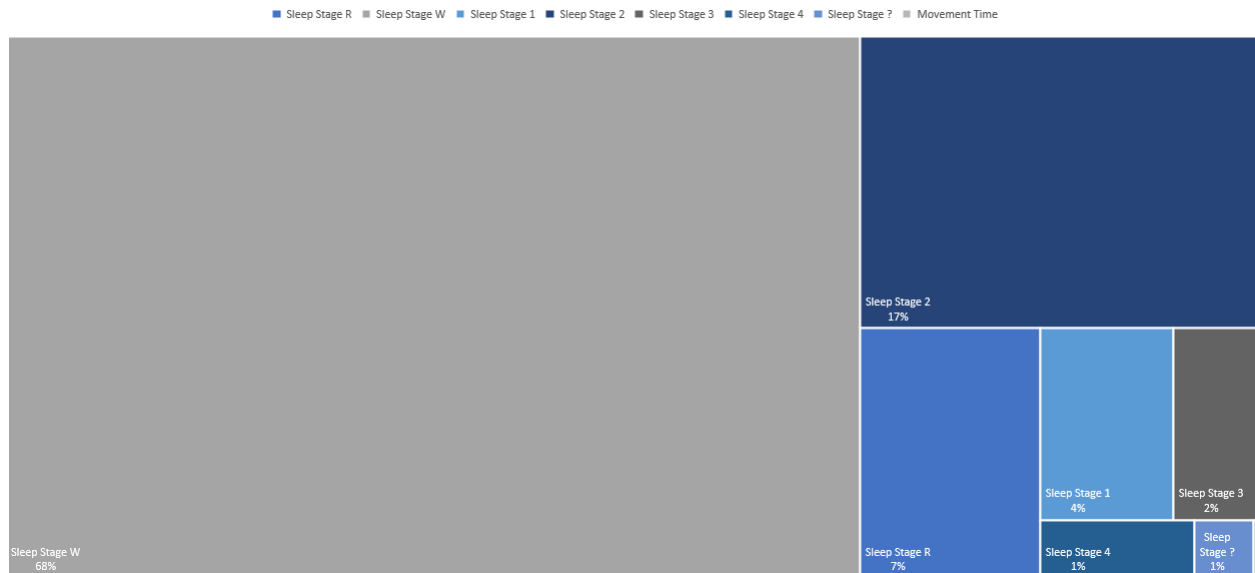 Sleep Stage R Sleep Stage W Sleep Stage 1 Sleep Stage 2 Sleep Stage 3 Sleep Stage 4 Sleep Stage ? Movement Time
Sleep Stage W
68%
Sleep Stage 2
17%
Sleep Stage R
7%
Sleep Stage 1
4%
Sleep Stage 3
2%
Sleep Stage 4
1%
Sleep
Stage ?
1%